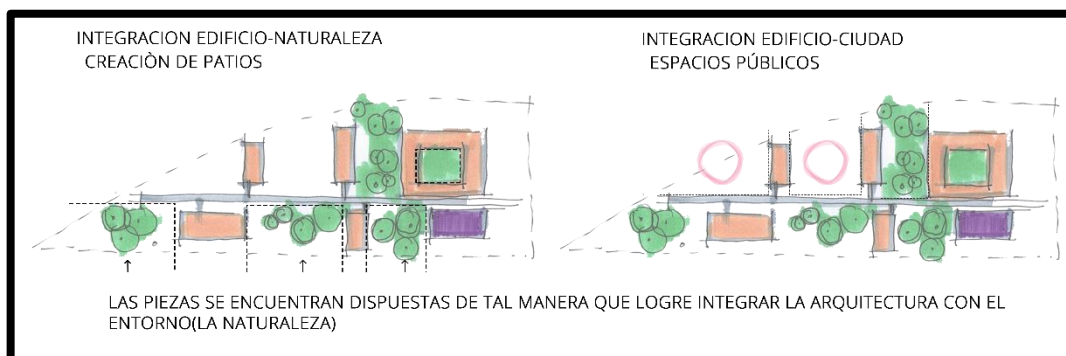 INTEGRACION EDIFICIO-NATURALEZA
CREACIÒN DE PATIOS
INTEGRACION EDIFICIO-CIUDAD
ESPACIOS PÚBLICOS
LAS PIEZAS SE ENCUENTRAN DISPUESTAS DE TAL MANERA QUE LOGRE INTEGRAR LA ARQUITECTURA CON EL
ENTORNO(LA NATURALEZA)